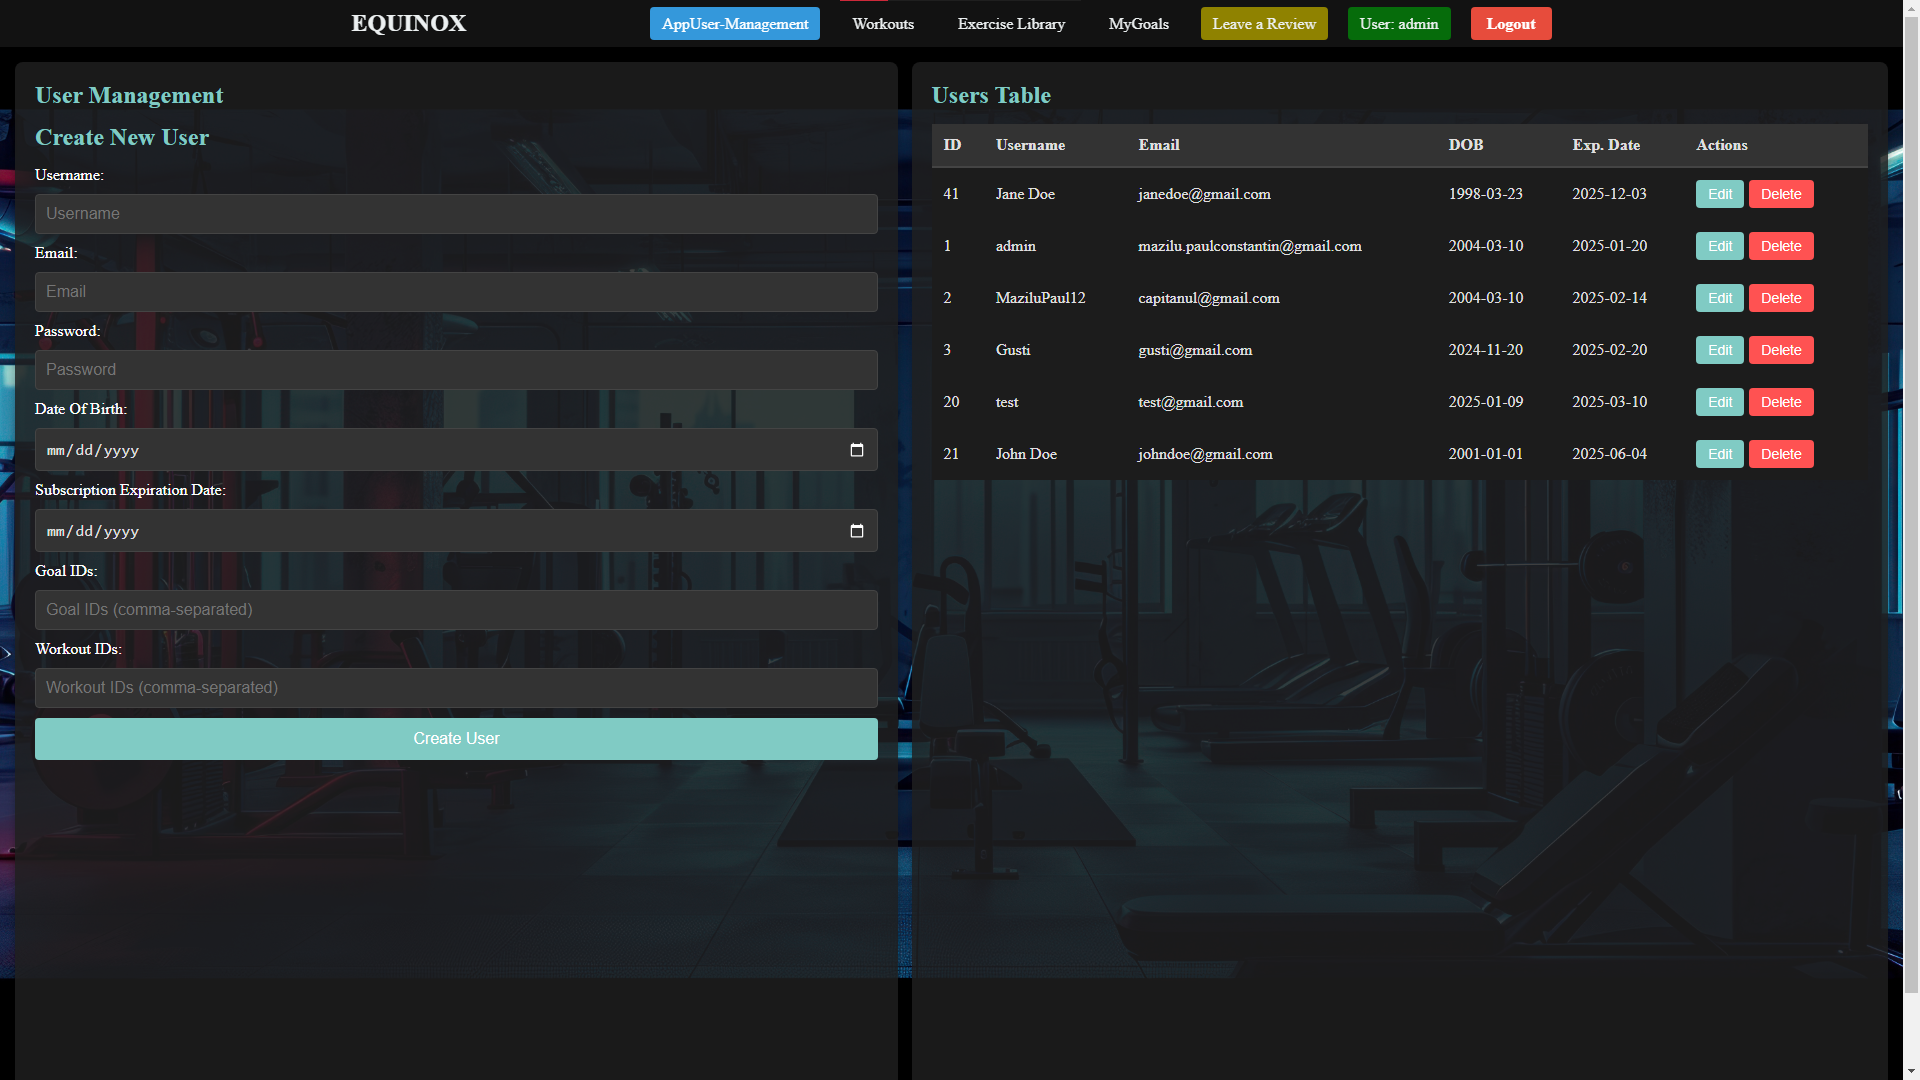 EQUINOX
AppUser-Management Workouts Exercise Library MyGoals Leave a Review User: admin Logout
User Management
Create New User
Username:
Username
Email:
Email
Password:
Password
Date Of Birth:
mm/dd/yyyy
Subscription Expiration Date:
mm/dd/yyyy
Goal IDs:
Goal IDs (comma-separated)
Workout IDs:
Workout IDs (comma-separated)
Create User
Users Table
ID Username Email DOB Exp. Date Actions
41 Jane Doe janedoe@gmail.com 1998-03-23 2025-12-03 Edit Delete
1 admin mazilu.paulconstantin@gmail.com 2004-03-10 2025-01-20 Edit Delete
2 MaziluPaul12 capitanul@gmail.com 2004-03-10 2025-02-14 Edit Delete
3 Gusti gusti@gmail.com 2024-11-20 2025-02-20 Edit Delete
20 test test@gmail.com 2025-01-09 2025-03-10 Edit Delete
21 John Doe johndoe@gmail.com 2001-01-01 2025-06-04 Edit Delete